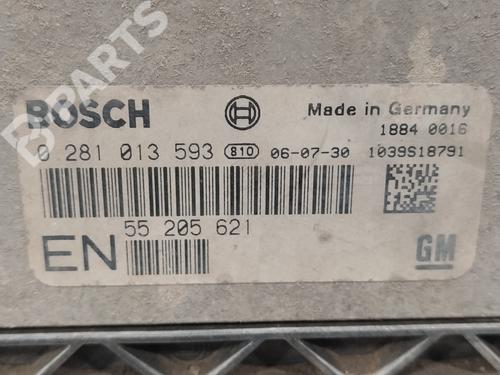 B-PARTS
BOSCH
Made in Germany
1884 0016
0 281 013 593 810 06-07-30 1039S18791
55 205 621
EN
GM